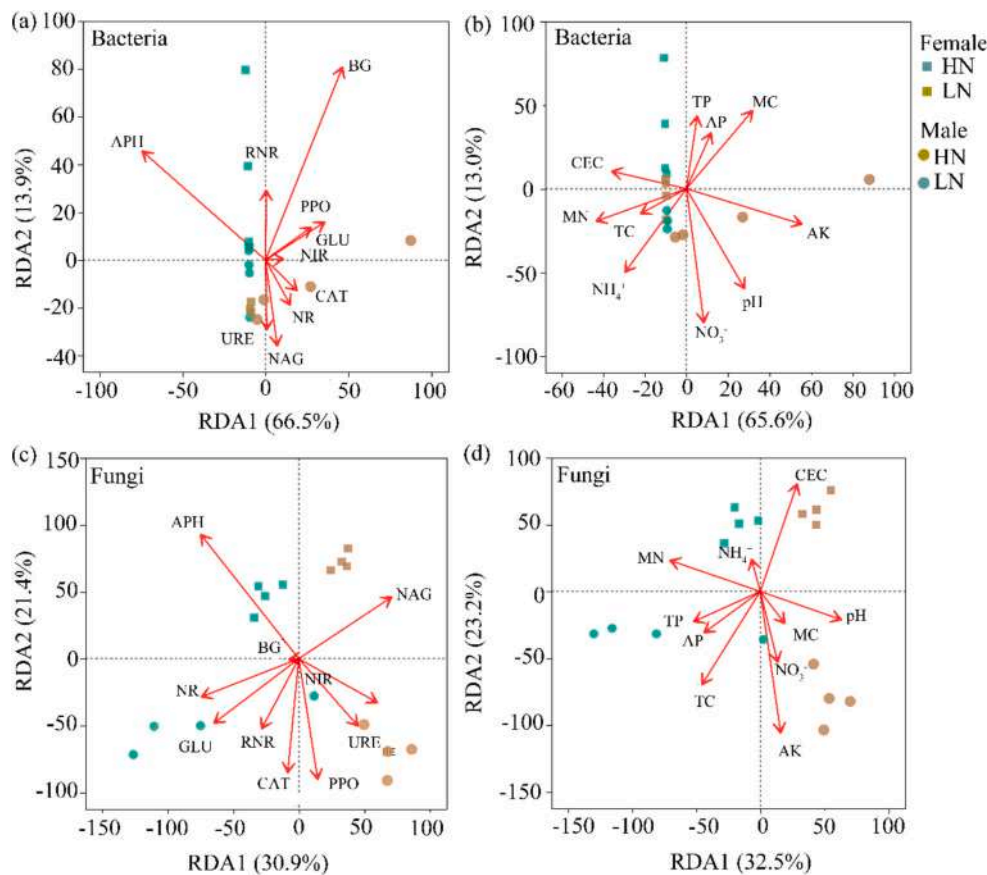 (a)
Bacteria
100
80
60
40
20
0
-20
-40
RDA2 (13.9%)
BG
APH
RNR
PPO
GLU
NIR
CAT
NR
URE
NAG
-100
-50
0
50
100
RDA1 (66.5%)
(b)
Bacteria
100
50
0
-50
-100
RDA2 (13.0%)
TP
AP
MC
CEC
MN
TC
AK
NH₄⁺
pH
NO₃⁻
-60
-40
-20
0
20
40
60
80
100
RDA1 (65.6%)
Female
HN
LN
Male
HN
LN
(c)
Fungi
150
100
50
0
-50
-100
RDA2 (21.4%)
APH
NAG
BG
NIR
NR
GLU
RNR
URE
CAT
PPO
-150
-100
-50
0
50
100
RDA1 (30.9%)
(d)
Fungi
100
50
0
-50
-100
-150
RDA2 (23.2%)
CEC
NH₄⁻
MN
TP
AP
MC
pH
NO₃⁻
TC
AK
-150
-100
-50
0
50
100
RDA1 (32.5%)